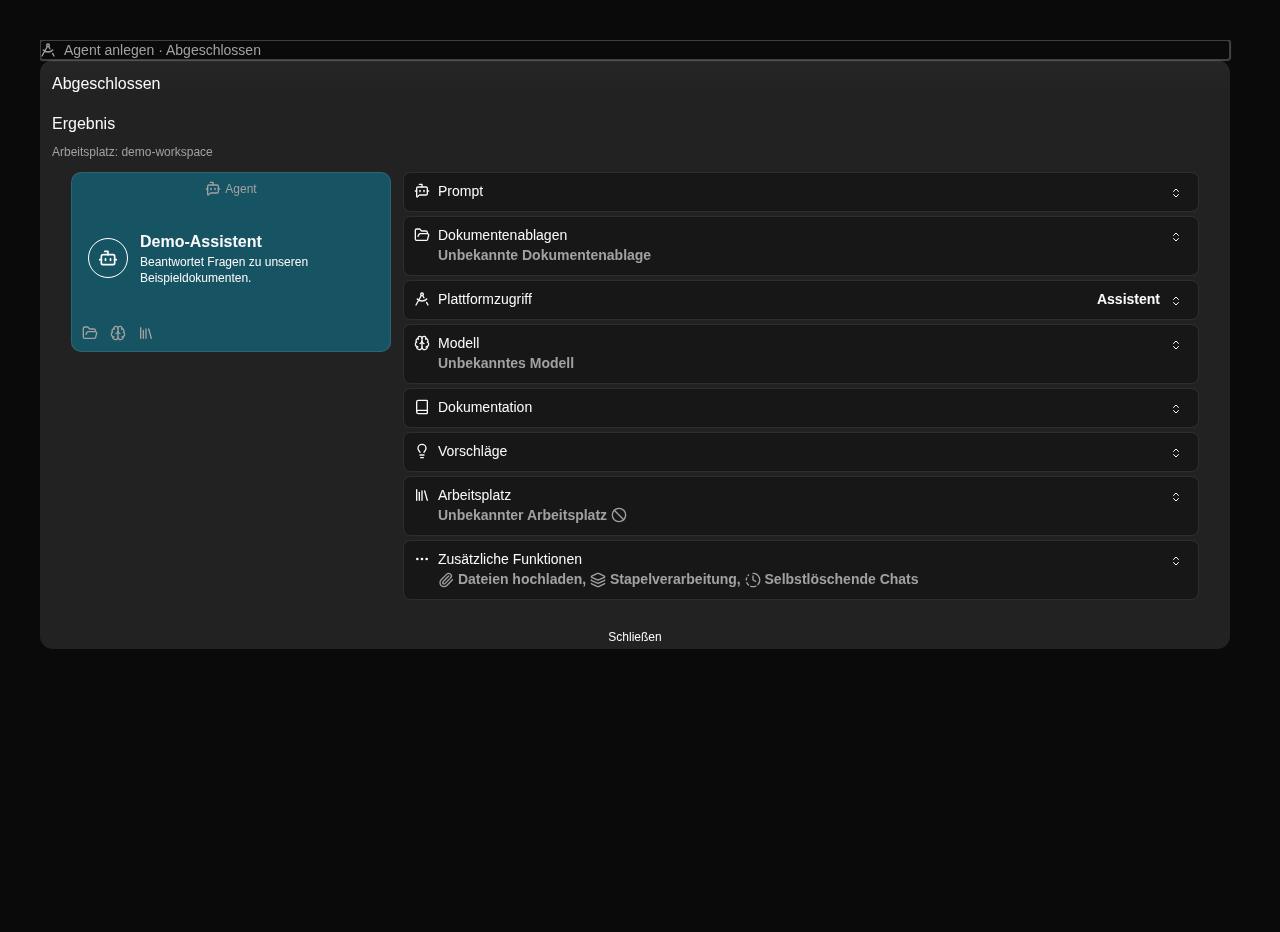 Agent anlegen · Abgeschlossen
Abgeschlossen
Ergebnis
Arbeitsplatz: demo-workspace
Agent
Demo-Assistent
Beantwortet Fragen zu unseren
Beispieldokumenten.
Prompt
Dokumentenablagen
Unbekannte Dokumentenablage
Plattformzugriff
Assistent
Modell
Unbekanntes Modell
Dokumentation
Vorschläge
Arbeitsplatz
Unbekannter Arbeitsplatz
Zusätzliche Funktionen
Dateien hochladen, Stapelverarbeitung, Selbstlöschende Chats
Schließen